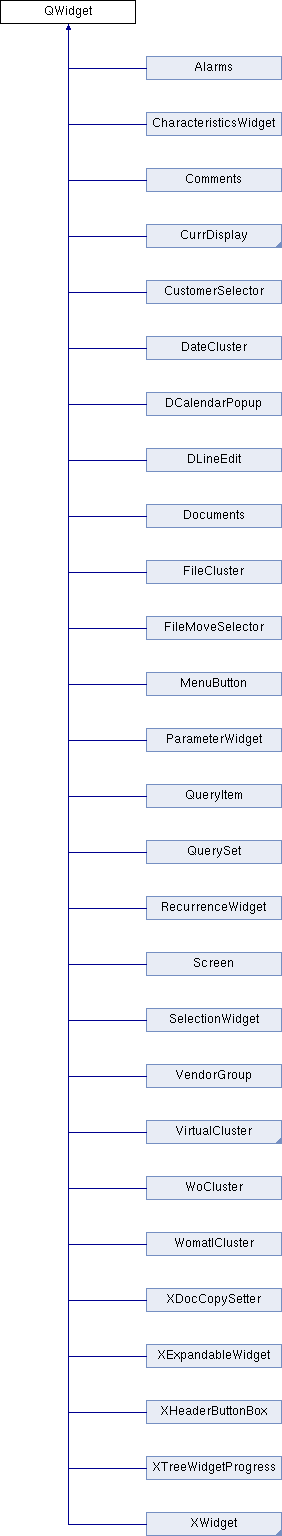 QWidget
Alarms
CharacteristicsWidget
Comments
CurrDisplay
CustomerSelector
DateCluster
DCalendarPopup
DLineEdit
Documents
FileCluster
FileMoveSelector
MenuButton
ParameterWidget
QueryItem
QuerySet
RecurrenceWidget
Screen
SelectionWidget
VendorGroup
VirtualCluster
WoCluster
WomatlCluster
XDocCopySetter
XExpandableWidget
XHeaderButtonBox
XTreeWidgetProgress
XWidget